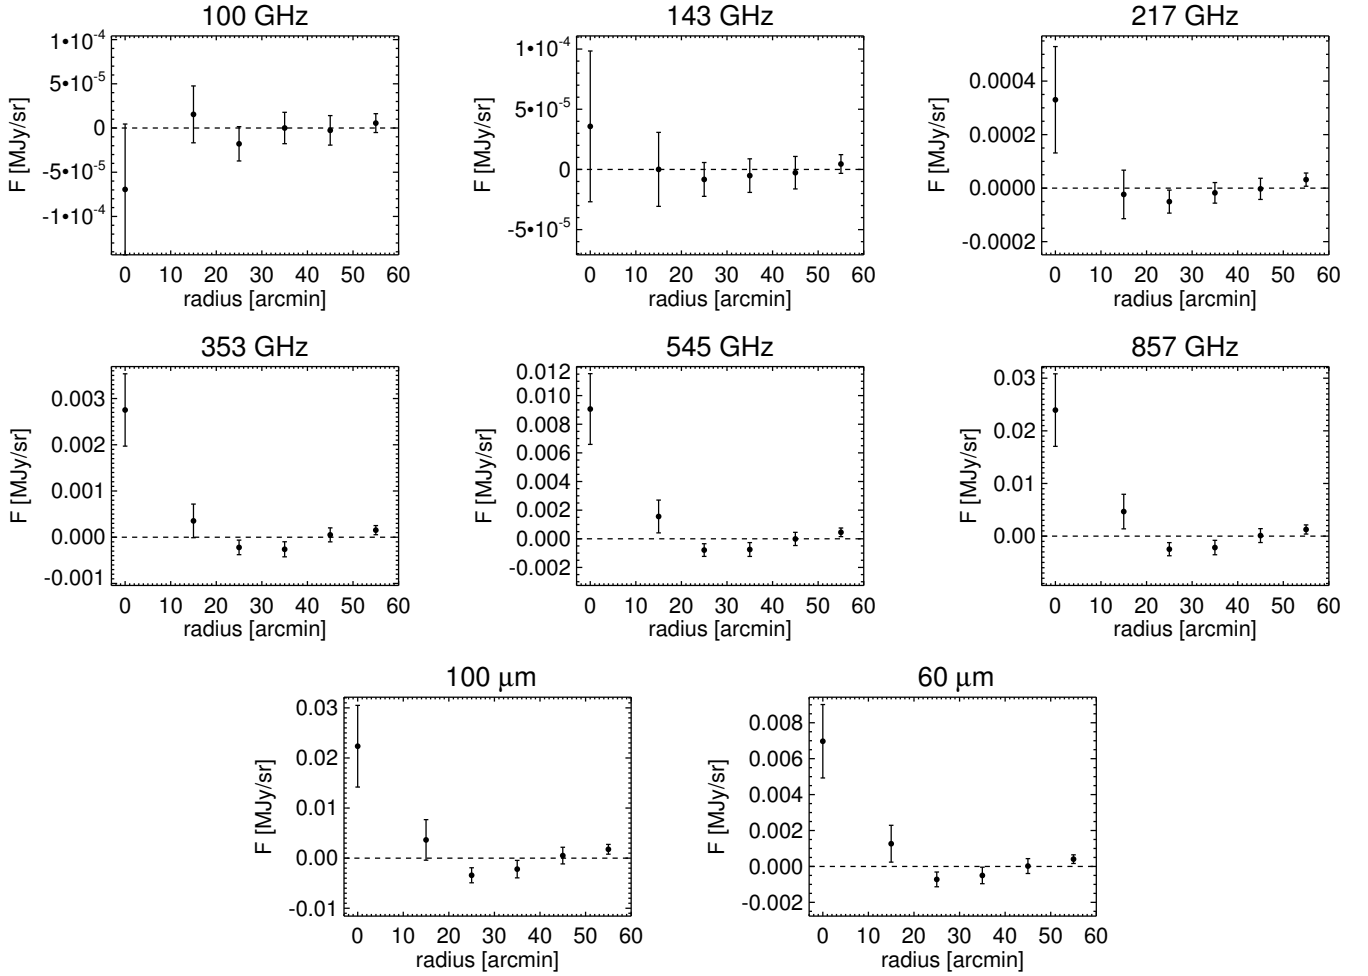 100 GHz
F [MJy/sr]
1•10⁻⁴
5•10⁻⁵
0
-5•10⁻⁵
-1•10⁻⁴
0 10 20 30 40 50 60
radius [arcmin]
143 GHz
F [MJy/sr]
1•10⁻⁴
5•10⁻⁵
0
-5•10⁻⁵
0 10 20 30 40 50 60
radius [arcmin]
217 GHz
F [MJy/sr]
0.0004
0.0002
0.0000
-0.0002
0 10 20 30 40 50 60
radius [arcmin]
353 GHz
F [MJy/sr]
0.003
0.002
0.001
0.000
-0.001
0 10 20 30 40 50 60
radius [arcmin]
545 GHz
F [MJy/sr]
0.012
0.010
0.008
0.006
0.004
0.002
0.000
-0.002
0 10 20 30 40 50 60
radius [arcmin]
857 GHz
F [MJy/sr]
0.03
0.02
0.01
0.00
0 10 20 30 40 50 60
radius [arcmin]
100 μm
F [MJy/sr]
0.03
0.02
0.01
0.00
-0.01
0 10 20 30 40 50 60
radius [arcmin]
60 μm
F [MJy/sr]
0.008
0.006
0.004
0.002
0.000
-0.002
0 10 20 30 40 50 60
radius [arcmin]